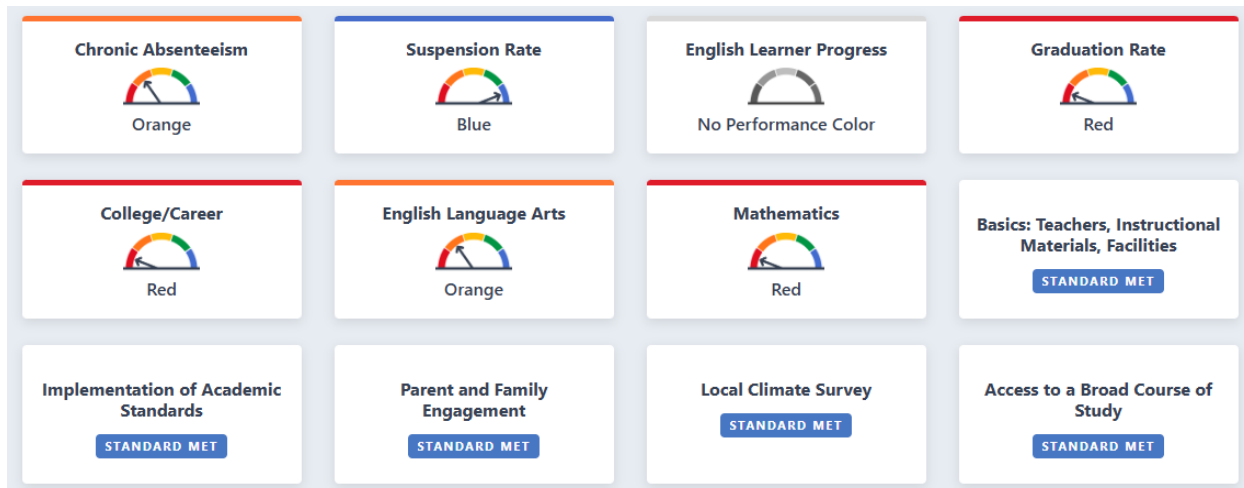 Chronic Absenteeism
Orange
Suspension Rate
Blue
English Learner Progress
No Performance Color
Graduation Rate
Red
College/Career
Red
English Language Arts
Orange
Mathematics
Red
Basics: Teachers, Instructional
Materials, Facilities
STANDARD MET
Implementation of Academic
Standards
STANDARD MET
Parent and Family
Engagement
STANDARD MET
Local Climate Survey
STANDARD MET
Access to a Broad Course of
Study
STANDARD MET